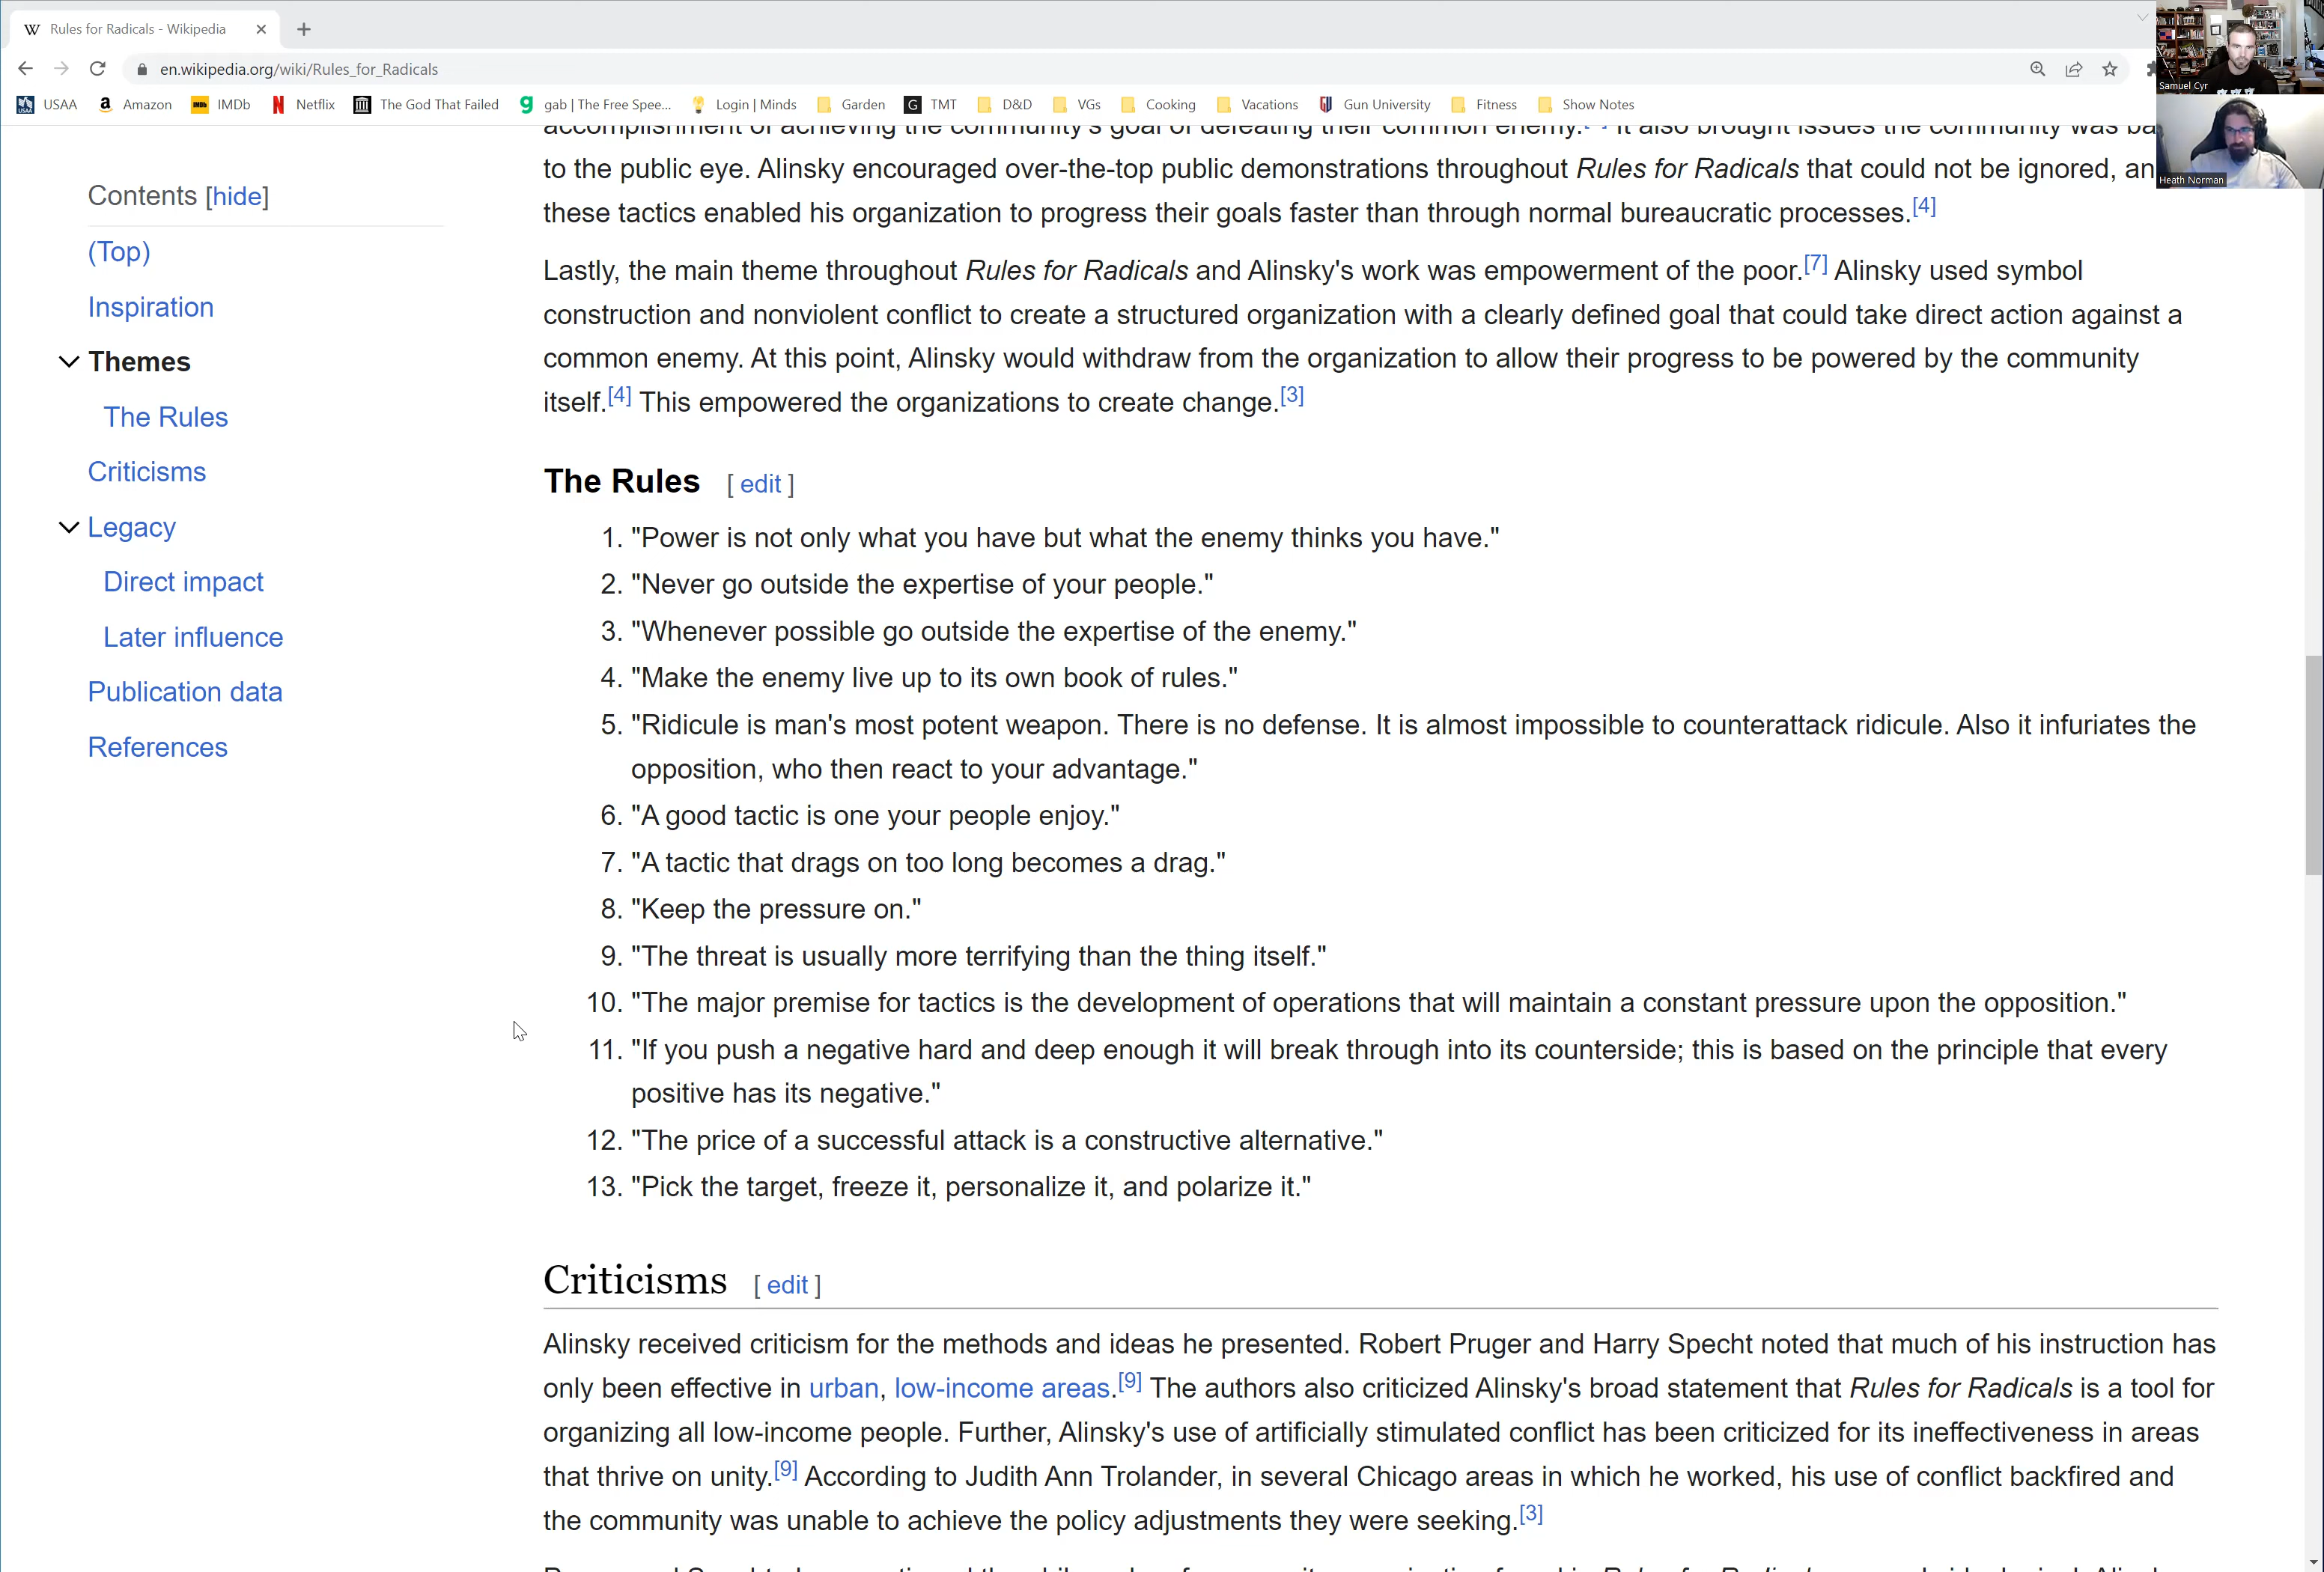 Rules for Radicals - Wikipedia
en.wikipedia.org/wiki/Rules_for_Radicals
USAA Amazon IMDb Netflix The God That Failed gab | The Free Spee... Login | Minds Garden TMT D&D VGs Cooking Vacations Gun University Fitness Show Notes
Samuel Cyr
Heath Norman
Contents [hide]
(Top)
Inspiration
Themes
The Rules
Criticisms
Legacy
Direct impact
Later influence
Publication data
References
accomplishment of achieving the community's goal of defeating their common enemy. It also brought issues the community was
to the public eye. Alinsky encouraged over-the-top public demonstrations throughout Rules for Radicals that could not be ignored,
these tactics enabled his organization to progress their goals faster than through normal bureaucratic processes.[4]
Lastly, the main theme throughout Rules for Radicals and Alinsky's work was empowerment of the poor.[7] Alinsky used symbol
construction and nonviolent conflict to create a structured organization with a clearly defined goal that could take direct action against a
common enemy. At this point, Alinsky would withdraw from the organization to allow their progress to be powered by the community
itself.[4] This empowered the organizations to create change.[3]
The Rules [ edit ]
1. "Power is not only what you have but what the enemy thinks you have."
2. "Never go outside the expertise of your people."
3. "Whenever possible go outside the expertise of the enemy."
4. "Make the enemy live up to its own book of rules."
5. "Ridicule is man's most potent weapon. There is no defense. It is almost impossible to counterattack ridicule. Also it infuriates the
opposition, who then react to your advantage."
6. "A good tactic is one your people enjoy."
7. "A tactic that drags on too long becomes a drag."
8. "Keep the pressure on."
9. "The threat is usually more terrifying than the thing itself."
10. "The major premise for tactics is the development of operations that will maintain a constant pressure upon the opposition."
11. "If you push a negative hard and deep enough it will break through into its counterside; this is based on the principle that every
positive has its negative."
12. "The price of a successful attack is a constructive alternative."
13. "Pick the target, freeze it, personalize it, and polarize it."
Criticisms [ edit ]
Alinsky received criticism for the methods and ideas he presented. Robert Pruger and Harry Specht noted that much of his instruction has
only been effective in urban, low-income areas.[9] The authors also criticized Alinsky's broad statement that Rules for Radicals is a tool for
organizing all low-income people. Further, Alinsky's use of artificially stimulated conflict has been criticized for its ineffectiveness in areas
that thrive on unity.[9] According to Judith Ann Trolander, in several Chicago areas in which he worked, his use of conflict backfired and
the community was unable to achieve the policy adjustments they were seeking.[3]